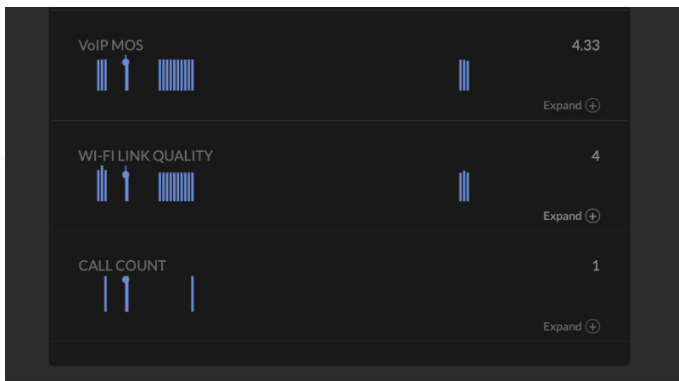 VoIP MOS
4.33
Expand
WI-FI LINK QUALITY
4
Expand
CALL COUNT
1
Expand